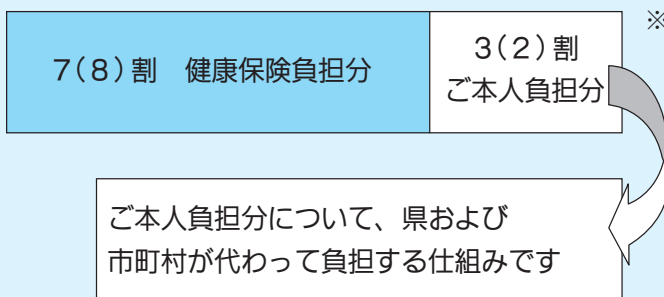 7(8)割 健康保険負担分
3(2)割
ご本人負担分
※
ご本人負担分について、県および
市町村が代わって負担する仕組みです